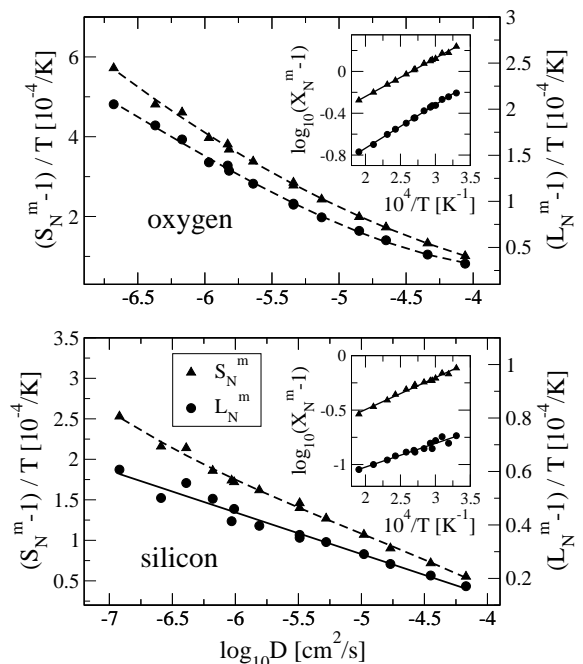 (S_N^m-1) / T [10^-4/K]
6
4
2
oxygen
-6.5 -6 -5.5 -5 -4.5 -4
3
2.5
2
1.5
1
0.5
(L_N^m-1) / T [10^-4/K]
log10(X_N^m-1)
0
-0.4
-0.8
2 2.5 3 3.5
10^4/T [K^-1]
(S_N^m-1) / T [10^-4/K]
3.5
3
2.5
2
1.5
1
0.5
S_N^m
L_N^m
silicon
-7 -6.5 -6 -5.5 -5 -4.5 -4
log10D [cm^2/s]
1
0.8
0.6
0.4
0.2
(L_N^m-1) / T [10^-4/K]
log10(X_N^m-1)
0
-0.5
-1
2 2.5 3 3.5
10^4/T [K^-1]